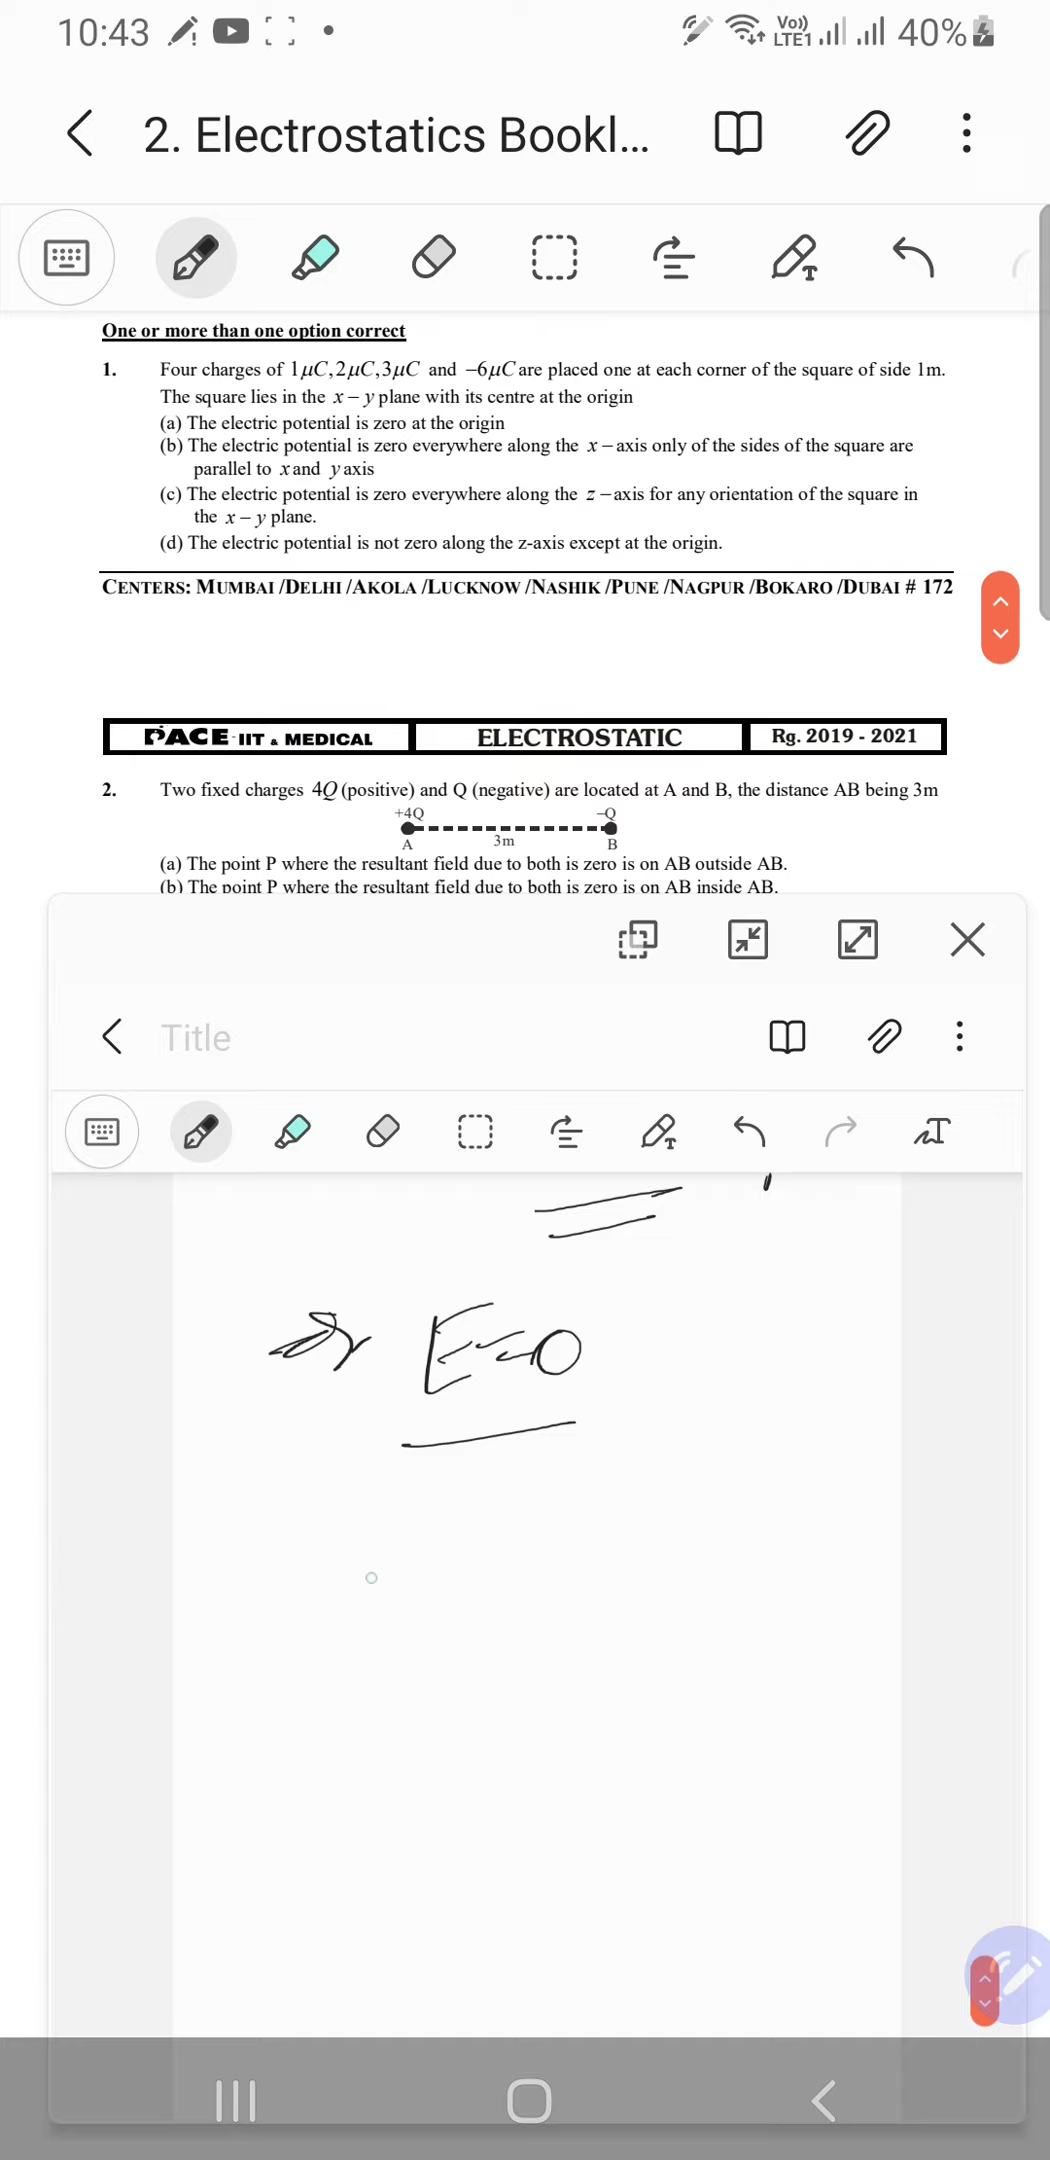 10:43
Vo)) LTE1 40%
2. Electrostatics Bookl...
One or more than one option correct
1. Four charges of 1μC,2μC,3μC and −6μC are placed one at each corner of the square of side 1m.
The square lies in the x−y plane with its centre at the origin
(a) The electric potential is zero at the origin
(b) The electric potential is zero everywhere along the x−axis only of the sides of the square are
parallel to x and y axis
(c) The electric potential is zero everywhere along the z−axis for any orientation of the square in
the x−y plane.
(d) The electric potential is not zero along the z-axis except at the origin.
CENTERS: MUMBAI /DELHI /AKOLA /LUCKNOW /NASHIK /PUNE /NAGPUR /BOKARO /DUBAI # 172
PACE IIT & MEDICAL ELECTROSTATIC Rg. 2019 - 2021
2. Two fixed charges 4Q (positive) and Q (negative) are located at A and B, the distance AB being 3m
+4Q −Q
A 3m B
(a) The point P where the resultant field due to both is zero is on AB outside AB.
(b) The point P where the resultant field due to both is zero is on AB inside AB.
Title
E=0